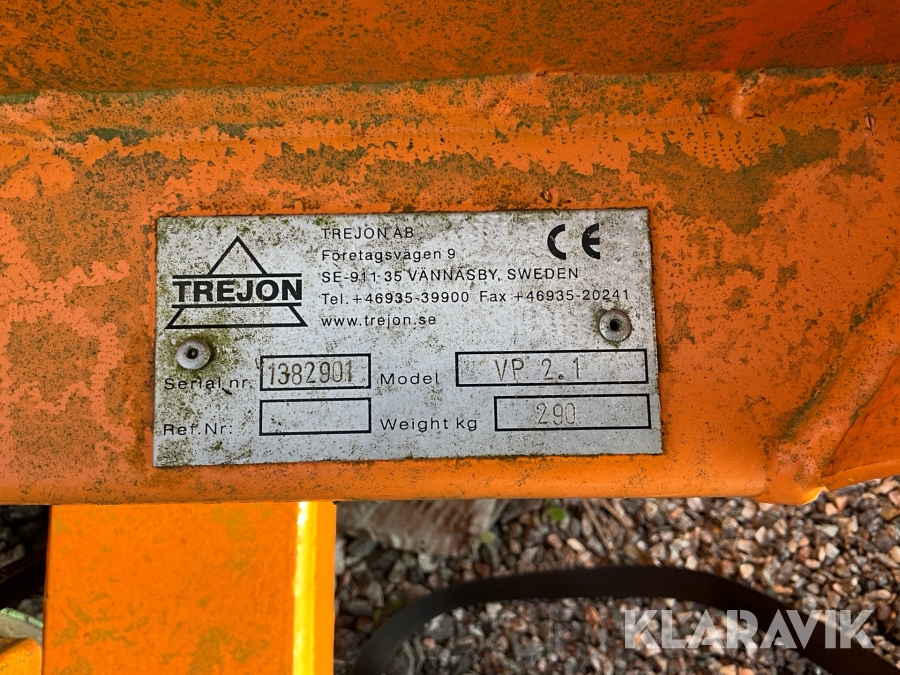 TREJON
TREJON AB
Företagsvägen 9
SE-911 35 VÄNNÄSBY, SWEDEN
Tel. +46935-39900 Fax +46935-20241
www.trejon.se
CE
Serial nr. 1382901 Model VP 2.1
Ref.Nr: Weight kg 290
KLARAVIK